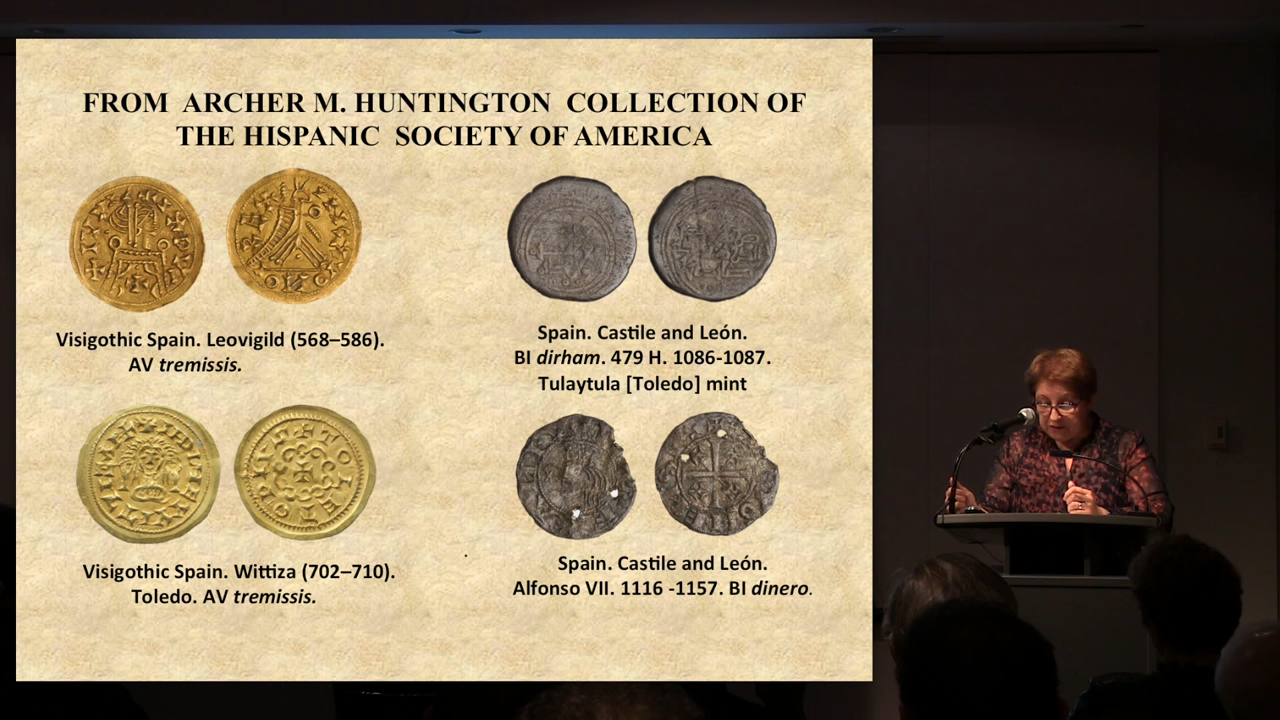 FROM ARCHER M. HUNTINGTON COLLECTION OF
THE HISPANIC SOCIETY OF AMERICA
Visigothic Spain. Leovigild (568–586).
AV tremissis.
Spain. Castile and León.
BI dirham. 479 H. 1086-1087.
Tulaytula [Toledo] mint
Visigothic Spain. Wittiza (702–710).
Toledo. AV tremissis.
Spain. Castile and León.
Alfonso VII. 1116 -1157. BI dinero.